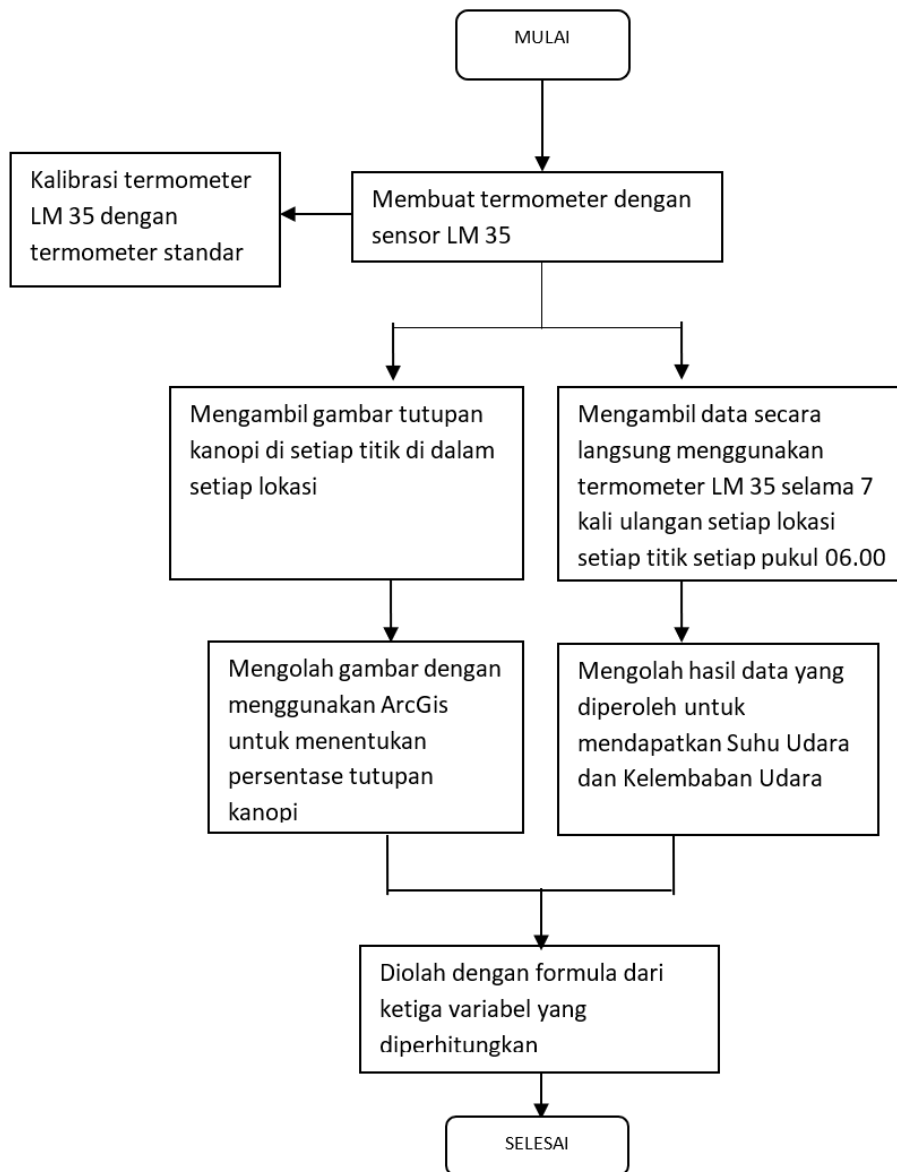 MULAI
Kalibrasi termometer
LM 35 dengan
termometer standar
Membuat termometer dengan
sensor LM 35
Mengambil gambar tutupan
kanopi di setiap titik di dalam
setiap lokasi
Mengambil data secara
langsung menggunakan
termometer LM 35 selama 7
kali ulangan setiap lokasi
setiap titik setiap pukul 06.00
Mengolah gambar dengan
menggunakan ArcGis
untuk menentukan
persentase tutupan
kanopi
Mengolah hasil data yang
diperoleh untuk
mendapatkan Suhu Udara
dan Kelembaban Udara
Diolah dengan formula dari
ketiga variabel yang
diperhitungkan
SELESAI